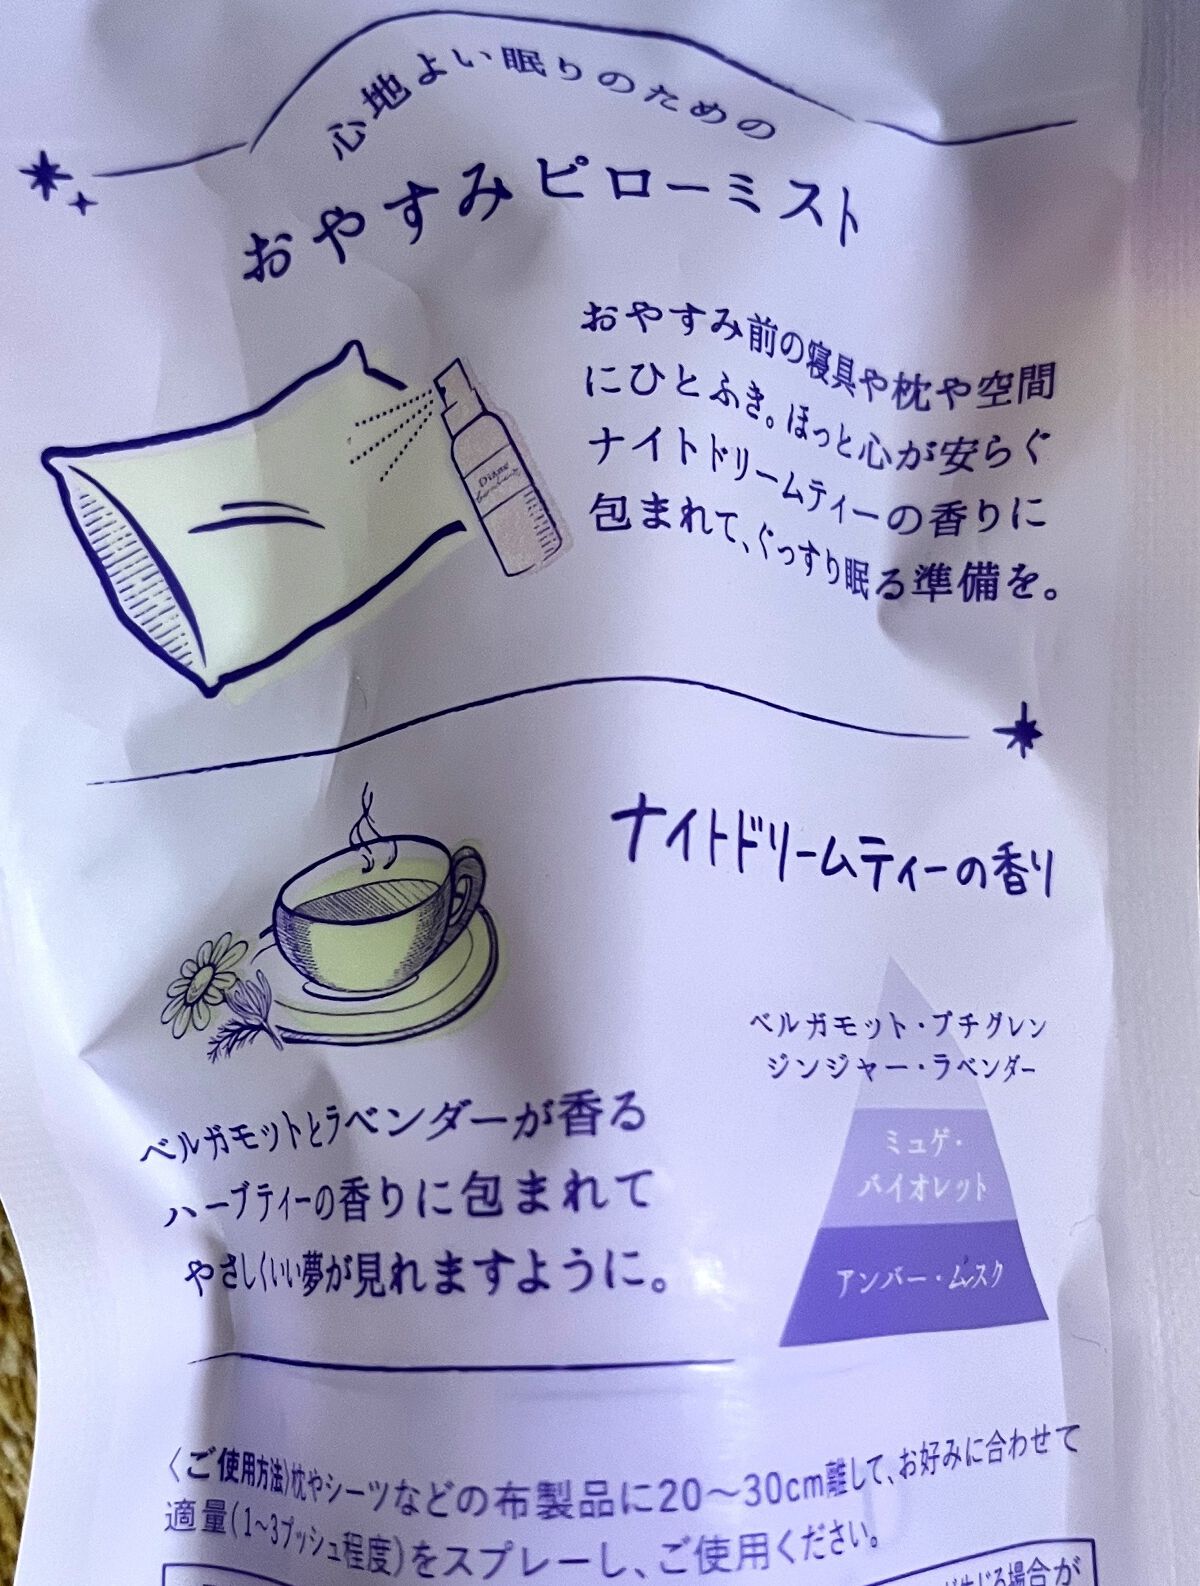 心地よい眠りのための
おやすみピローミスト
おやすみ前の寝具や枕や空間
にひとふき。ほっと心が安らぐ
ナイトドリームティーの香りに
包まれて、ぐっすり眠る準備を。
Diane
ナイトドリームティーの香り
ベルガモット・プチグレン
ジンジャー・ラベンダー
ミュゲ・
バイオレット
アンバー・ムスク
ベルガモットとラベンダーが香る
ハーブティーの香りに包まれて
やさしくいい夢が見れますように。
〈ご使用方法〉枕やシーツなどの布製品に20〜30cm離して、お好みに合わせて
適量(1〜3プッシュ程度)をスプレーし、ご使用ください。
生じる場合が